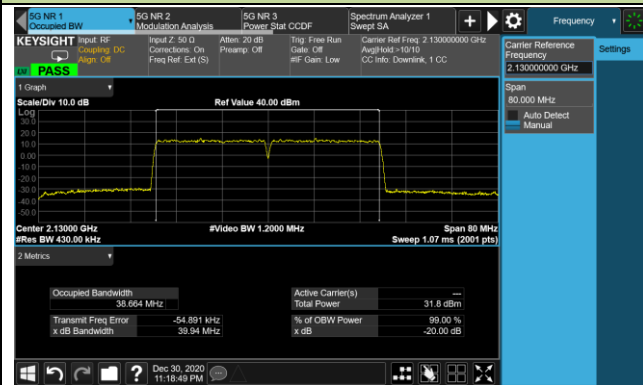 5G NR 1
Occupied BW
5G NR 2
Modulation Analysis
5G NR 3
Power Stat CCDF
Spectrum Analyzer 1
Swept SA
Frequency
KEYSIGHT
Input: RF
Coupling: DC
Align: Off
Input Z: 50 Ω
Corrections: On
Freq Ref: Ext (S)
Atten: 20 dB
Preamp: Off
Trig: Free Run
Gate: Off
#IF Gain: Low
Carrier Ref Freq: 2.130000000 GHz
Avg|Hold:>10/10
CC Info: Downlink, 1 CC
PASS
Carrier Reference
Frequency
2.130000000 GHz
Settings
Span
80.000 MHz
Auto Detect
Manual
1 Graph
Scale/Div 10.0 dB
Ref Value 40.00 dBm
Log
30.0
20.0
10.0
0.00
-10.0
-20.0
-30.0
-40.0
-50.0
Center 2.13000 GHz
#Video BW 1.2000 MHz
Span 80 MHz
#Res BW 430.00 kHz
Sweep 1.07 ms (2001 pts)
2 Metrics
Occupied Bandwidth
38.664 MHz
Active Carrier(s)
---
Total Power
31.8 dBm
Transmit Freq Error
-54.891 kHz
% of OBW Power
99.00 %
x dB Bandwidth
39.94 MHz
x dB
-20.00 dB
?
Dec 30, 2020
11:18:49 PM